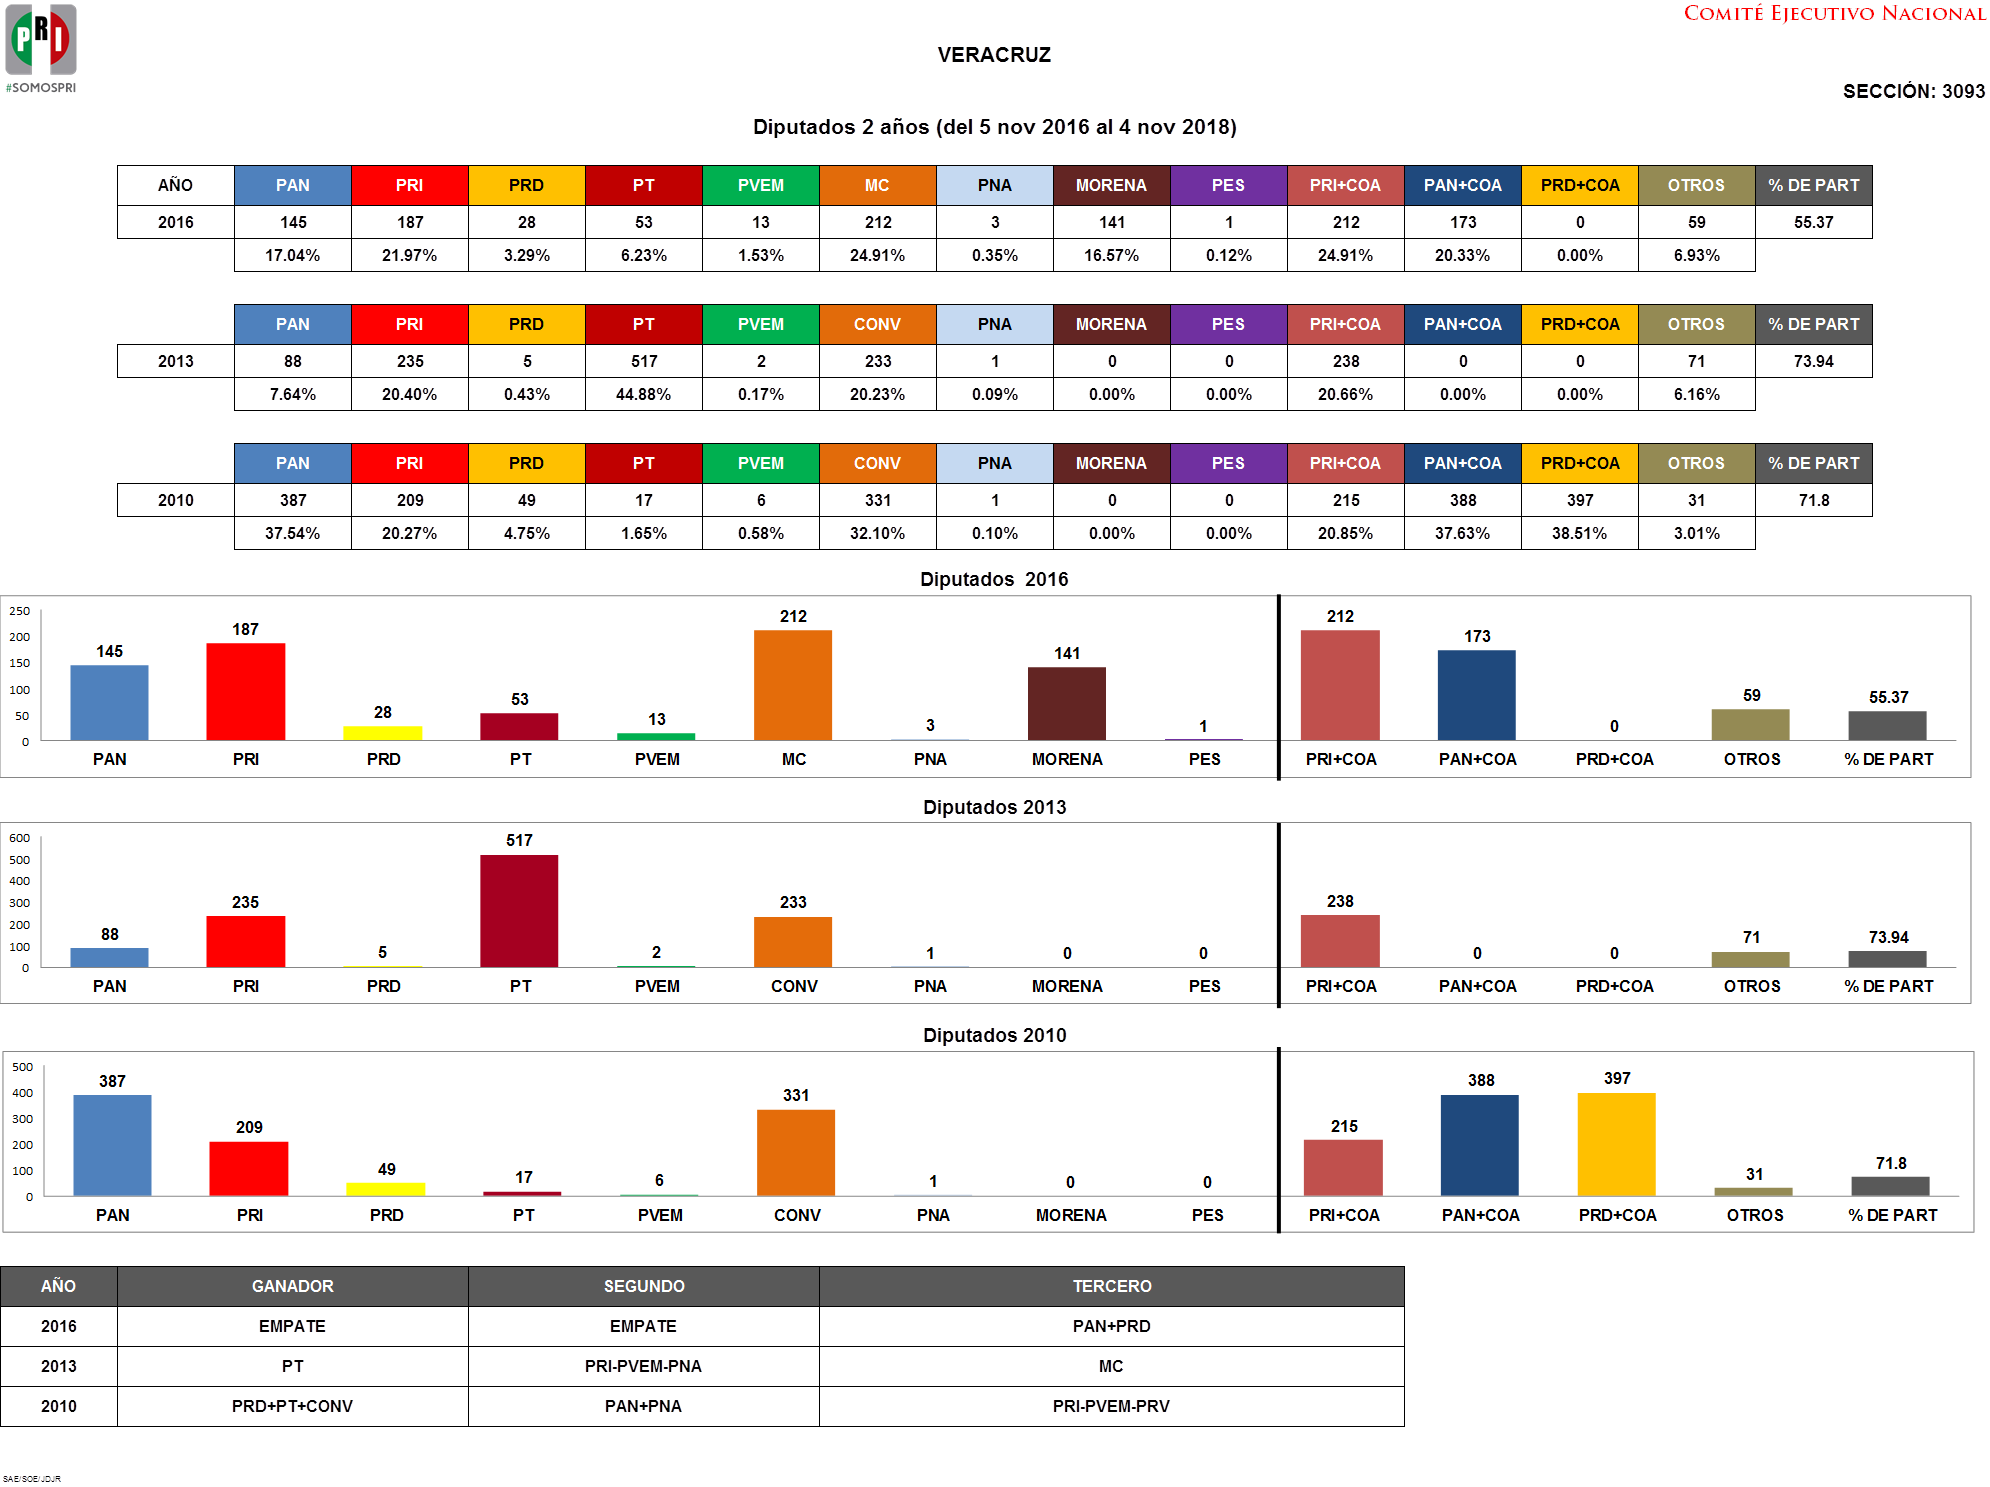 PRI
#SOMOSPRI
COMITÉ EJECUTIVO NACIONAL
VERACRUZ
SECCIÓN: 3093
Diputados 2 años (del 5 nov 2016 al 4 nov 2018)
AÑO PAN PRI PRD PT PVEM MC PNA MORENA PES PRI+COA PAN+COA PRD+COA OTROS % DE PART
2016 145 187 28 53 13 212 3 141 1 212 173 0 59 55.37
17.04% 21.97% 3.29% 6.23% 1.53% 24.91% 0.35% 16.57% 0.12% 24.91% 20.33% 0.00% 6.93%
PAN PRI PRD PT PVEM CONV PNA MORENA PES PRI+COA PAN+COA PRD+COA OTROS % DE PART
2013 88 235 5 517 2 233 1 0 0 238 0 0 71 73.94
7.64% 20.40% 0.43% 44.88% 0.17% 20.23% 0.09% 0.00% 0.00% 20.66% 0.00% 0.00% 6.16%
PAN PRI PRD PT PVEM CONV PNA MORENA PES PRI+COA PAN+COA PRD+COA OTROS % DE PART
2010 387 209 49 17 6 331 1 0 0 215 388 397 31 71.8
37.54% 20.27% 4.75% 1.65% 0.58% 32.10% 0.10% 0.00% 0.00% 20.85% 37.63% 38.51% 3.01%
Diputados 2016
250
200
150
100
50
0
145 187 28 53 13 212 3 141 1 212 173 0 59 55.37
PAN PRI PRD PT PVEM MC PNA MORENA PES PRI+COA PAN+COA PRD+COA OTROS % DE PART
Diputados 2013
600
500
400
300
200
100
0
88 235 5 517 2 233 1 0 0 238 0 0 71 73.94
PAN PRI PRD PT PVEM CONV PNA MORENA PES PRI+COA PAN+COA PRD+COA OTROS % DE PART
Diputados 2010
500
400
300
200
100
0
387 209 49 17 6 331 1 0 0 215 388 397 31 71.8
PAN PRI PRD PT PVEM CONV PNA MORENA PES PRI+COA PAN+COA PRD+COA OTROS % DE PART
AÑO GANADOR SEGUNDO TERCERO
2016 EMPATE EMPATE PAN+PRD
2013 PT PRI-PVEM-PNA MC
2010 PRD+PT+CONV PAN+PNA PRI-PVEM-PRV
SAE/SOE/JDJR